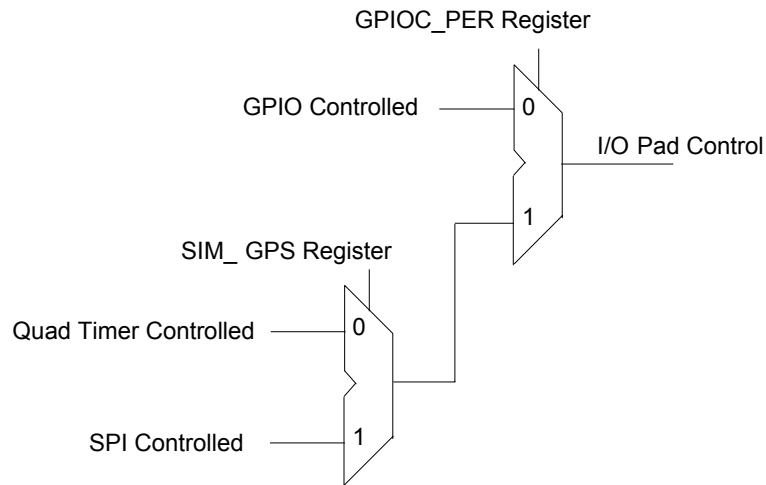 GPIOC_PER Register
GPIO Controlled
0
I/O Pad Control
1
SIM_ GPS Register
Quad Timer Controlled
0
SPI Controlled
1